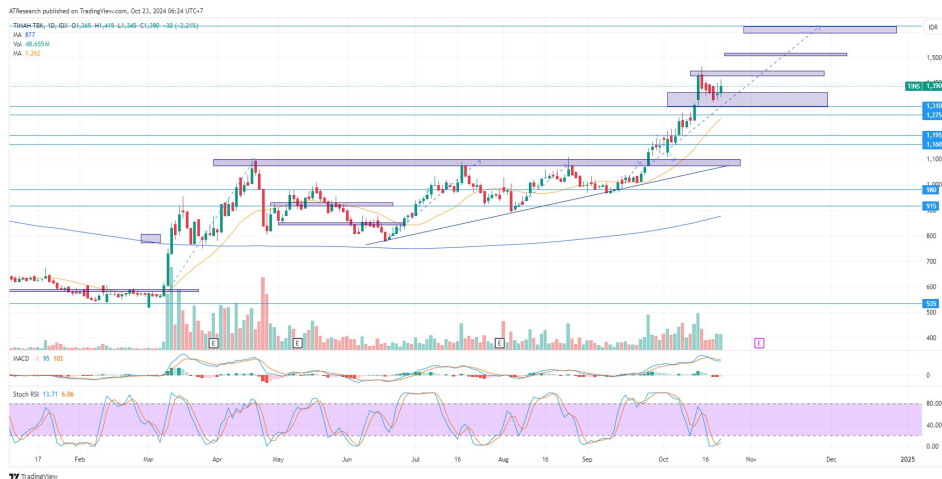 ATResearch published on TradingView.com, Oct 23, 2024 06:24 UTC+7
TIMAH TBK, 1D, IDX O1,365 H1,415 L1,345 C1,390 -30 (-2.21%)
MA 877
Vol 48.655M
MA 1,262
IDR
1,500
TINS 1,390
1,310
1,275
1,195
1,160
1,100
1,000
980
915
800
700
600
535
500
400
E E E E
MACD 95 103
0
Stoch RSI 13.71 6.06
80.00
40.00
0.00
17 Feb Mar Apr May Jun Jul 16 Aug Sep Oct 16 Nov Dec 2025
TradingView